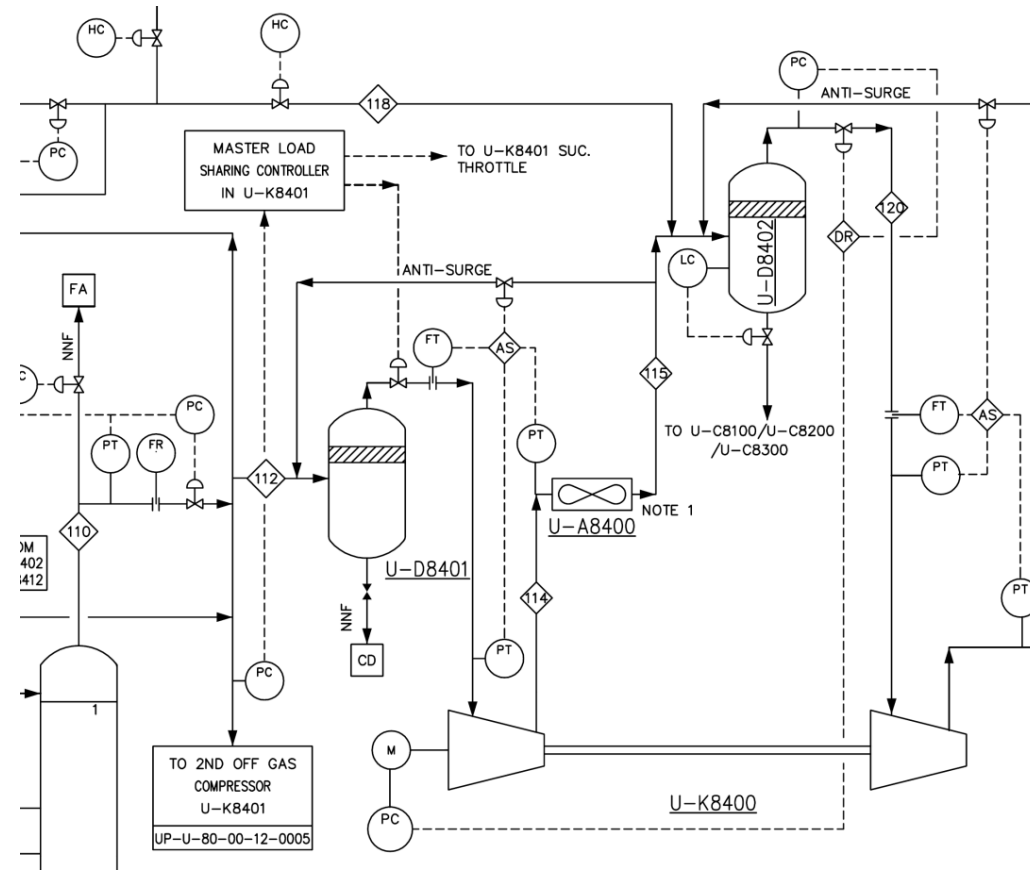 HC
HC
PC
ANTI-SURGE
118
PC
MASTER LOAD
SHARING CONTROLLER
IN U-K8401
TO U-K8401 SUC.
THROTTLE
120
DR
U-D8402
LC
ANTI-SURGE
FA
NNF
FT
AS
115
PC
PT
FR
PT
TO U-C8100/U-C8200
/U-C8300
FT
AS
112
PT
NOTE 1
U-A8400
110
402
412
U-D8401
114
NNF
CD
PT
PC
PT
1
M
TO 2ND OFF GAS
COMPRESSOR
U-K8401
UP-U-80-00-12-0005
U-K8400
PC